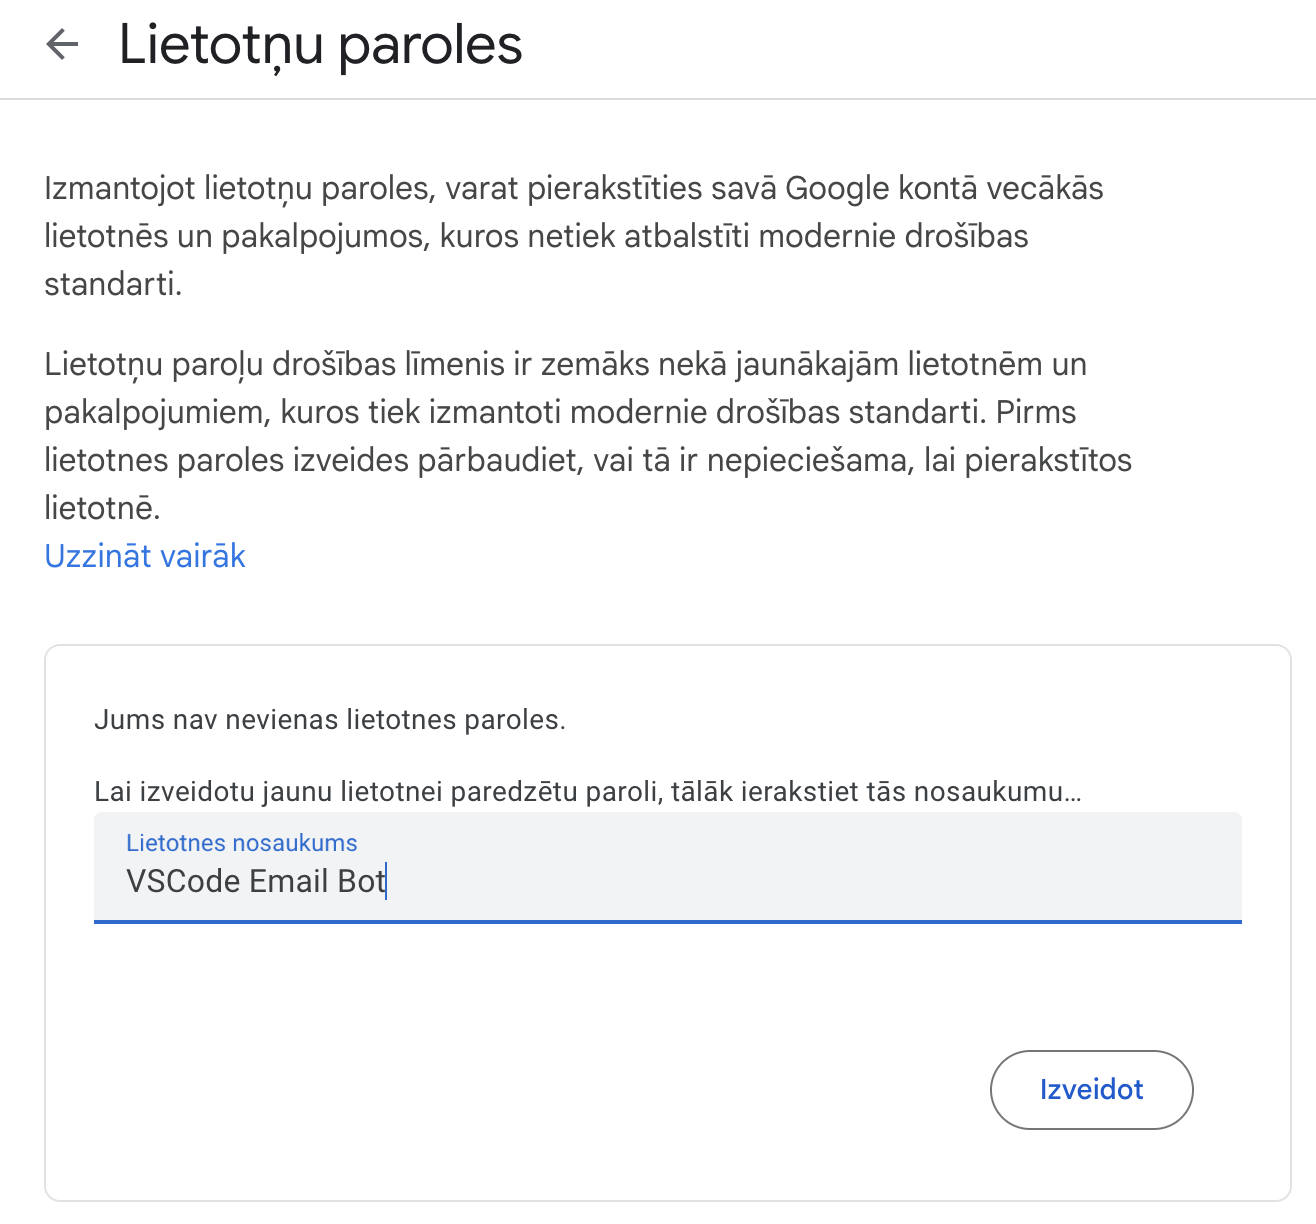 Lietotņu paroles
Izmantojot lietotņu paroles, varat pierakstīties savā Google kontā vecākās
lietotnēs un pakalpojumos, kuros netiek atbalstīti modernie drošības
standarti.
Lietotņu paroļu drošības līmenis ir zemāks nekā jaunākajām lietotnēm un
pakalpojumiem, kuros tiek izmantoti modernie drošības standarti. Pirms
lietotnes paroles izveides pārbaudiet, vai tā ir nepieciešama, lai pierakstītos
lietotnē.
Uzzināt vairāk
Jums nav nevienas lietotnes paroles.
Lai izveidotu jaunu lietotnei paredzētu paroli, tālāk ierakstiet tās nosaukumu…
Lietotnes nosaukums
VSCode Email Bot
Izveidot